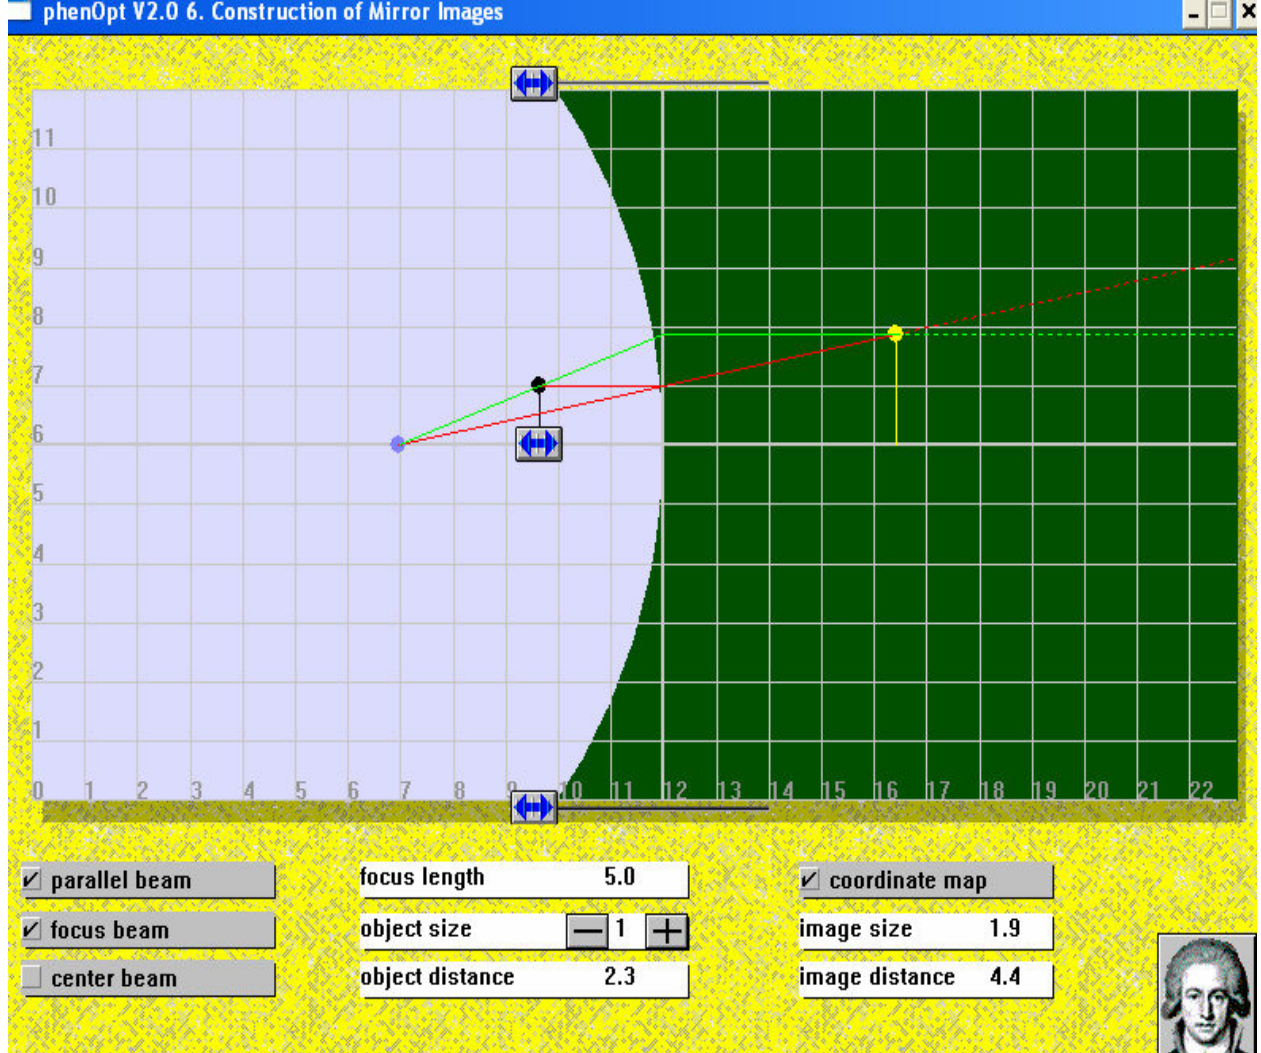 phenOpt V2.0 6. Construction of Mirror Images
11
10
9
8
7
6
5
4
3
2
1
0 1 2 3 4 5 6 7 8 9 10 11 12 13 14 15 16 17 18 19 20 21 22
parallel beam focus length 5.0 coordinate map
focus beam object size 1 image size 1.9
center beam object distance 2.3 image distance 4.4